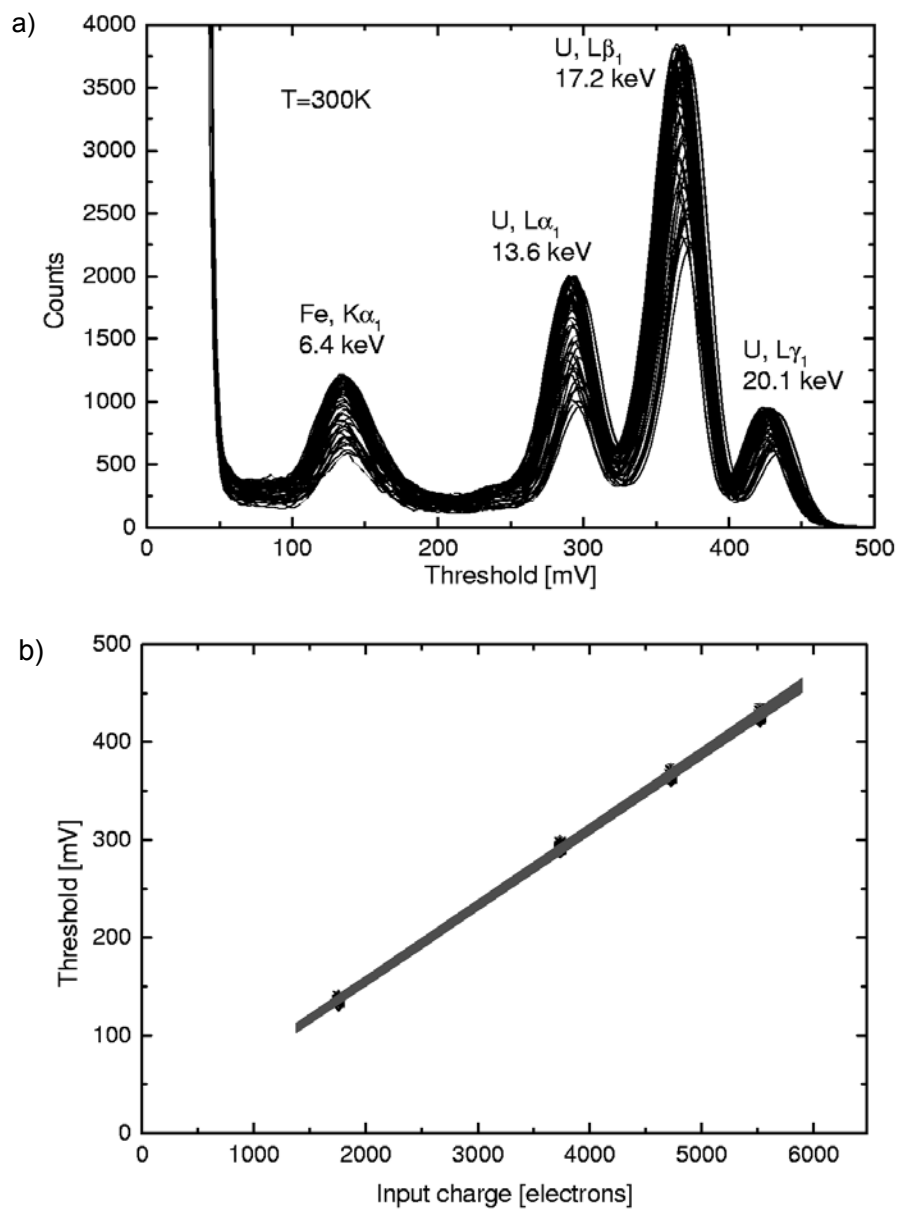 a)
4000
3500
3000
2500
2000
1500
1000
500
0
Counts
T=300K
Fe, Kα₁
6.4 keV
U, Lα₁
13.6 keV
U, Lβ₁
17.2 keV
U, Lγ₁
20.1 keV
0 100 200 300 400 500
Threshold [mV]
b)
500
400
300
200
100
0
Threshold [mV]
0 1000 2000 3000 4000 5000 6000
Input charge [electrons]